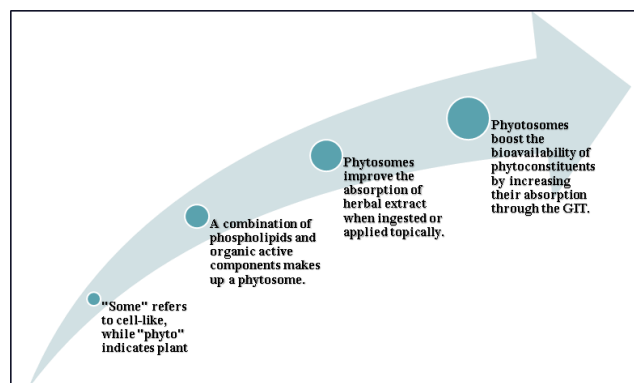 "Some" refers
to cell-like,
while "phyto"
indicates plant
A combination of
phospholipids and
organic active
components makes
up a phytosome.
Phytosomes
improve the
absorption of
herbal extract
when ingested or
applied topically.
Phyotosomes
boost the
bioavailability of
phytoconstituents
by increasing
their absorption
through the GIT.